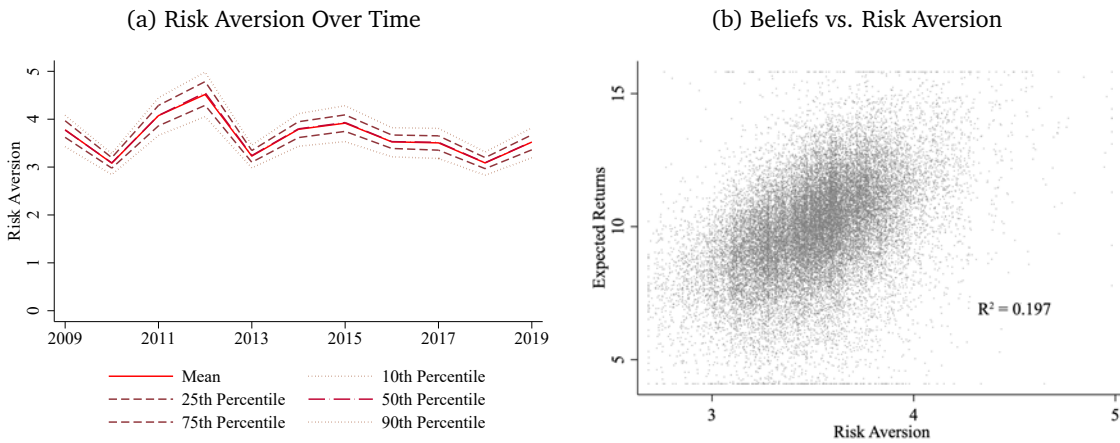 (a) Risk Aversion Over Time
Risk Aversion
5
4
3
2
1
0
2009 2011 2013 2015 2017 2019
Mean 10th Percentile
25th Percentile 50th Percentile
75th Percentile 90th Percentile
(b) Beliefs vs. Risk Aversion
Expected Returns
15
10
5
R² = 0.197
3 4 5
Risk Aversion